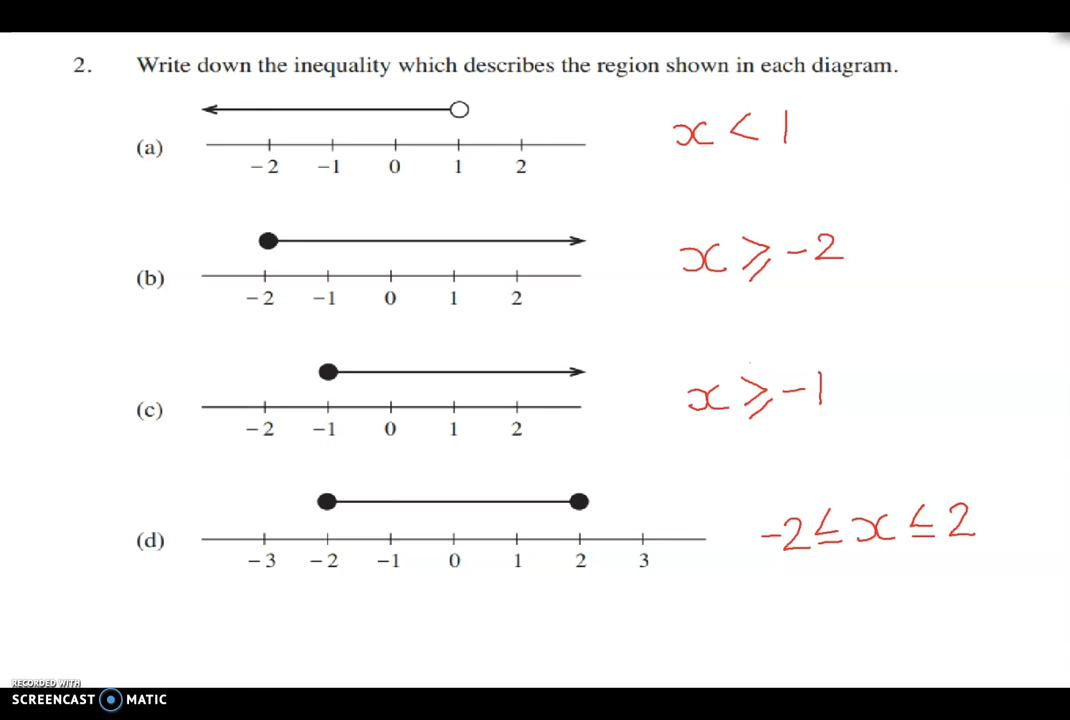 2. Write down the inequality which describes the region shown in each diagram.
(a) x < 1
−2 −1 0 1 2
(b) x ⩾ -2
−2 −1 0 1 2
(c) x ⩾ -1
−2 −1 0 1 2
(d) -2 ≤ x ≤ 2
−3 −2 −1 0 1 2 3
RECORDED WITH
SCREENCAST MATIC